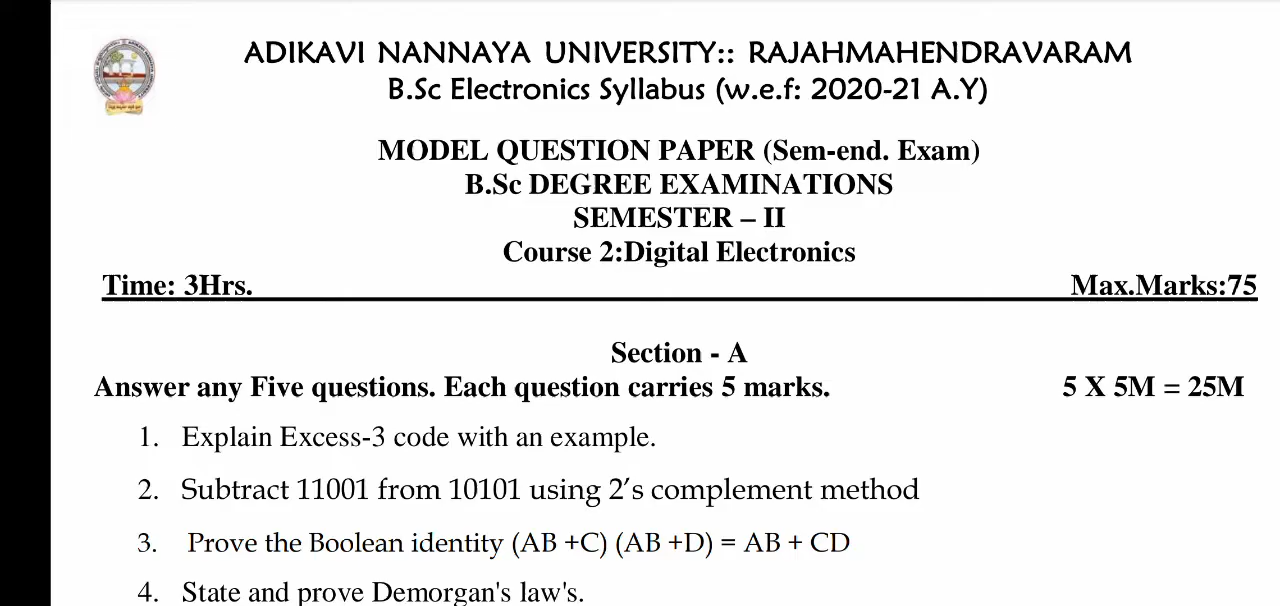 ADIKAVI NANNAYA UNIVERSITY:: RAJAHMAHENDRAVARAM
B.Sc Electronics Syllabus (w.e.f: 2020-21 A.Y)
MODEL QUESTION PAPER (Sem-end. Exam)
B.Sc DEGREE EXAMINATIONS
SEMESTER – II
Course 2:Digital Electronics
Time: 3Hrs. Max.Marks:75
Section - A
Answer any Five questions. Each question carries 5 marks. 5 X 5M = 25M
1. Explain Excess-3 code with an example.
2. Subtract 11001 from 10101 using 2’s complement method
3. Prove the Boolean identity (AB +C) (AB +D) = AB + CD
4. State and prove Demorgan's law's.